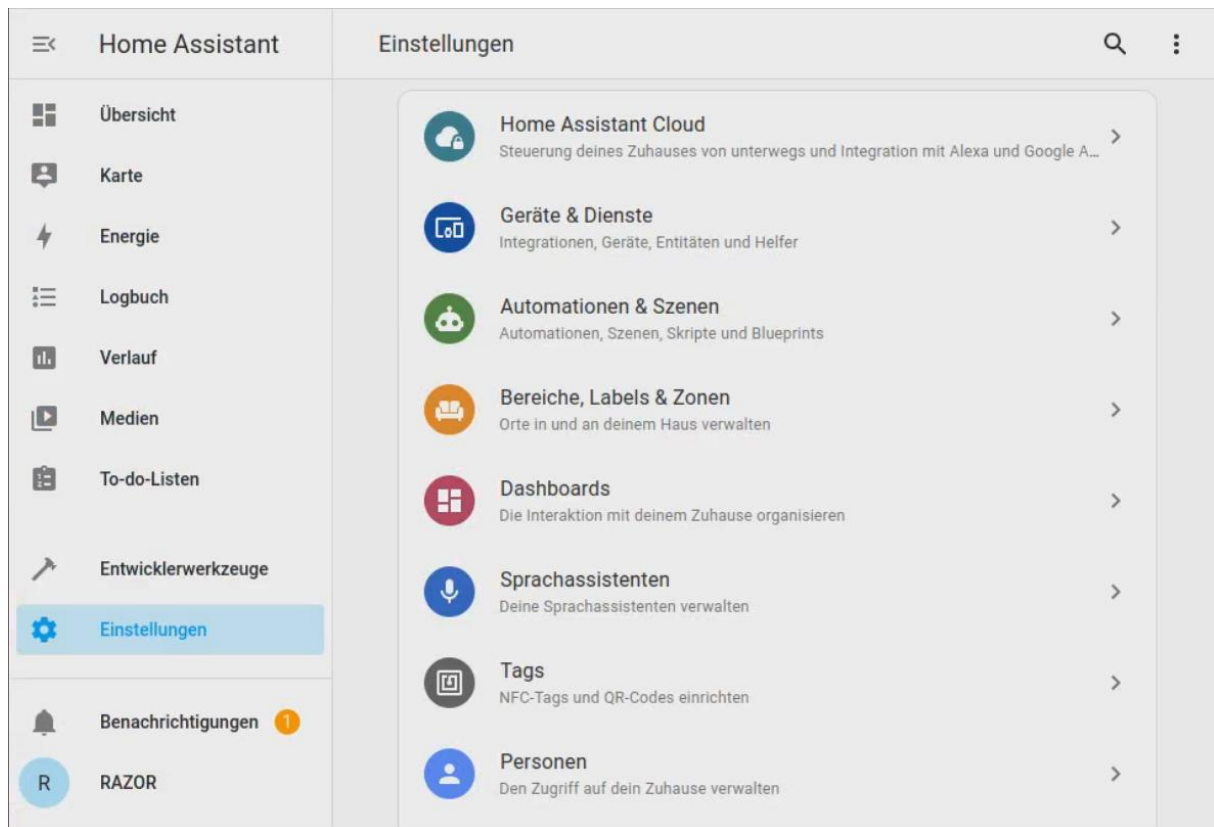 Home Assistant
Übersicht
Karte
Energie
Logbuch
Verlauf
Medien
To-do-Listen
Entwicklerwerkzeuge
Einstellungen
Benachrichtigungen 1
R RAZOR
Einstellungen
Home Assistant Cloud
Steuerung deines Zuhauses von unterwegs und Integration mit Alexa und Google A...
Geräte & Dienste
Integrationen, Geräte, Entitäten und Helfer
Automationen & Szenen
Automationen, Szenen, Skripte und Blueprints
Bereiche, Labels & Zonen
Orte in und an deinem Haus verwalten
Dashboards
Die Interaktion mit deinem Zuhause organisieren
Sprachassistenten
Deine Sprachassistenten verwalten
Tags
NFC-Tags und QR-Codes einrichten
Personen
Den Zugriff auf dein Zuhause verwalten